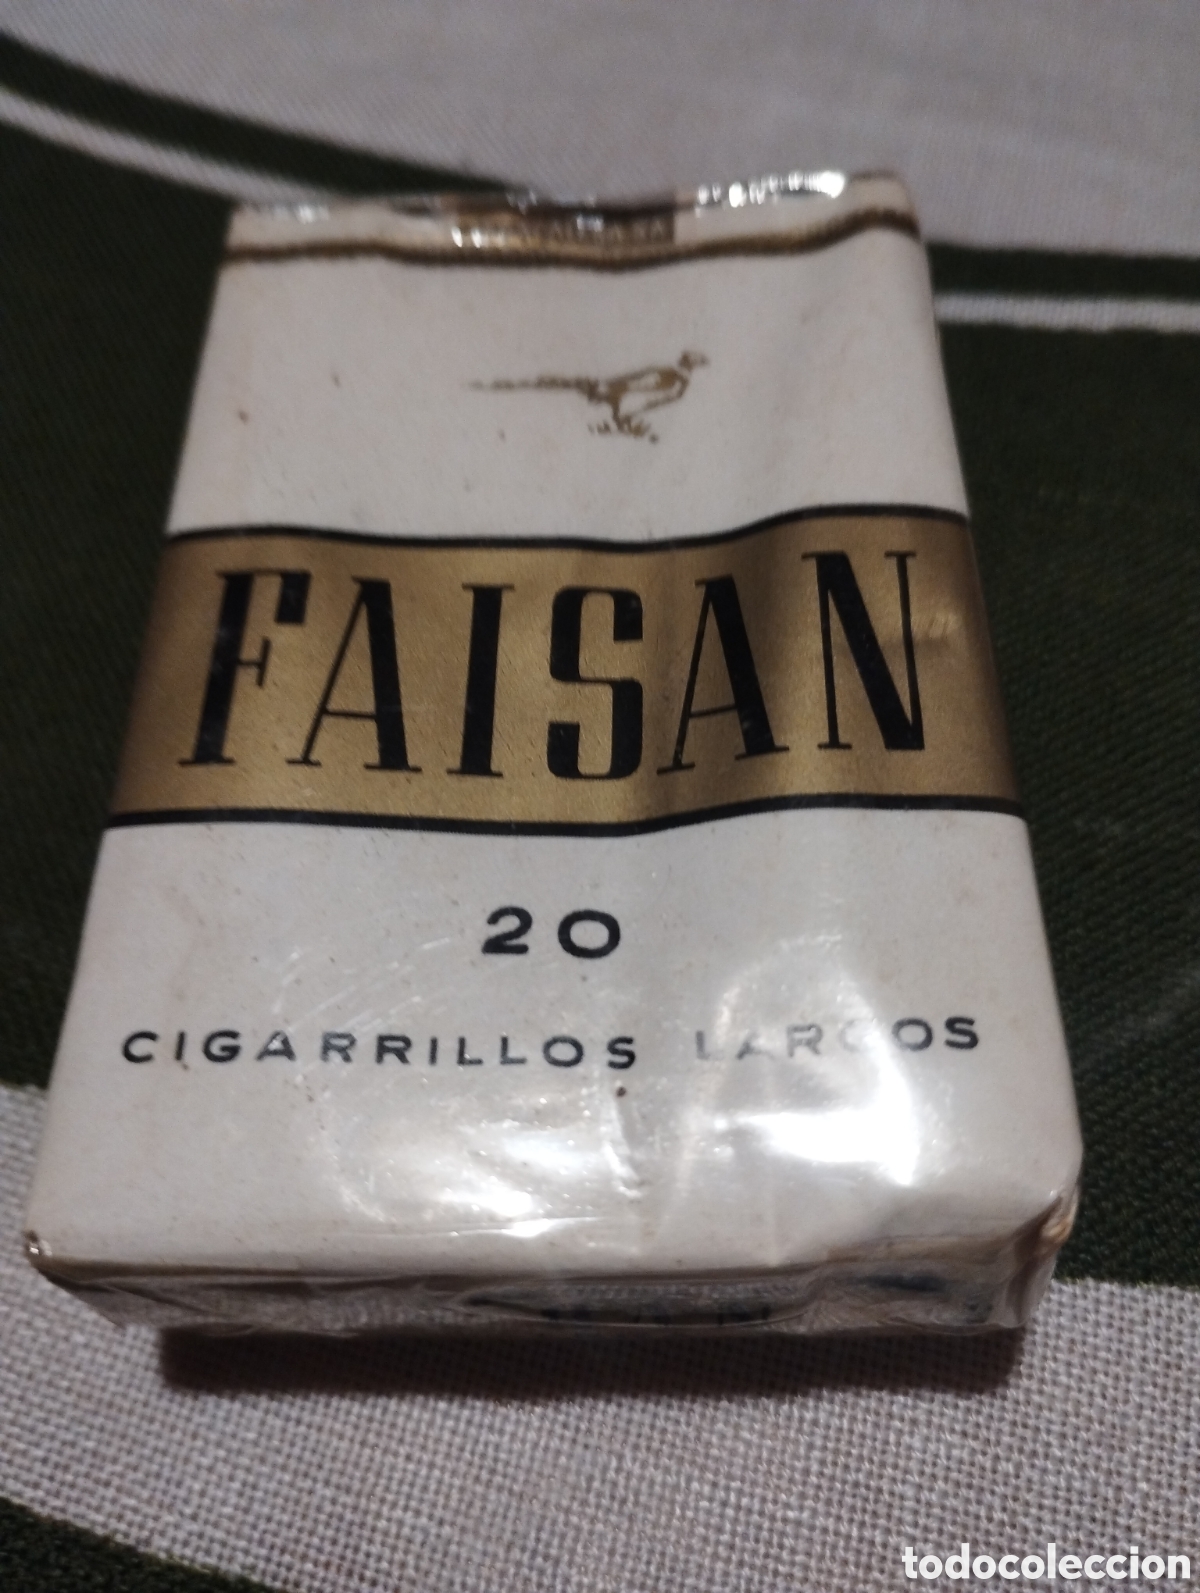 FAISAN
20
CIGARRILLOS LARGOS
todocoleccion